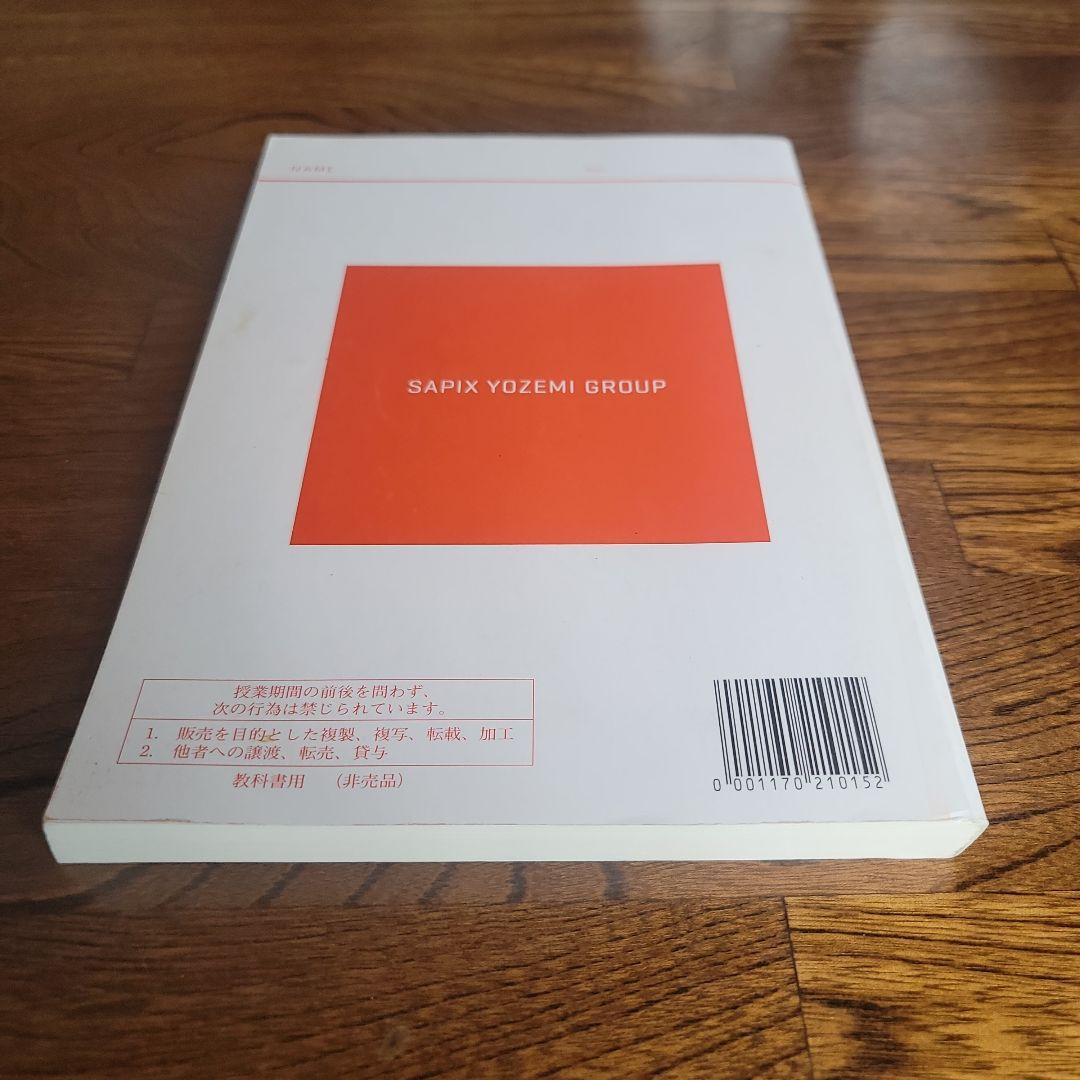 NAME
SAPIX YOZEMI GROUP
授業期間の前後を問わず、
次の行為は禁じられています。
1. 販売を目的とした複製、複写、転載、加工
2. 他者への譲渡、転売、貸与
教科書用 （非売品）
0 001170 210152